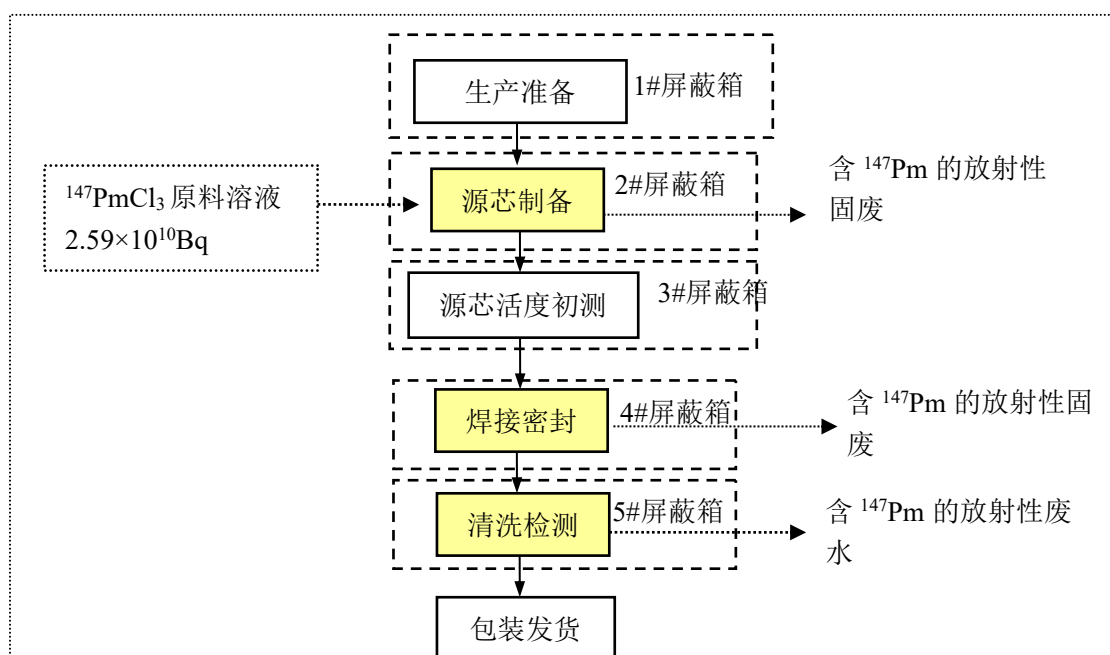 生产准备
1#屏蔽箱
¹⁴⁷PmCl₃ 原料溶液
2.59×10¹⁰Bq
源芯制备
2#屏蔽箱
含 ¹⁴⁷Pm 的放射性
固废
源芯活度初测
3#屏蔽箱
焊接密封
4#屏蔽箱
含 ¹⁴⁷Pm 的放射性固
废
清洗检测
5#屏蔽箱
含 ¹⁴⁷Pm 的放射性废
水
包装发货